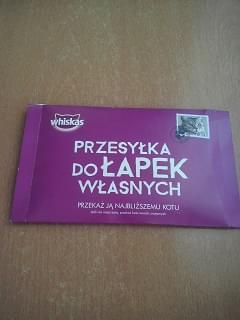 whiskas
PRZESYŁKA
DO ŁAPEK
WŁASNYCH
PRZEKAŻ JĄ NAJBLIŻSZEMU KOTU